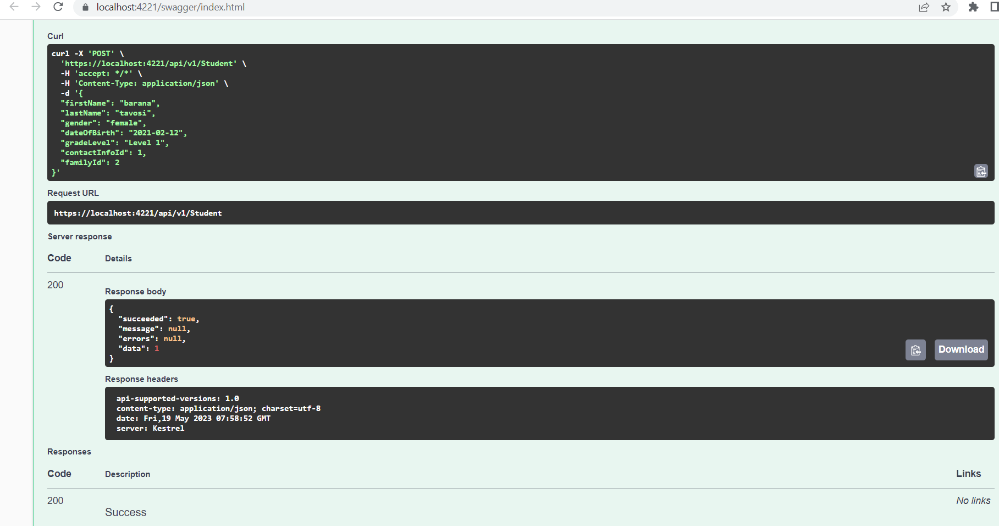 localhost:4221/swagger/index.html
Curl
curl -X 'POST' \
'https://localhost:4221/api/v1/Student' \
-H 'accept: */*' \
-H 'Content-Type: application/json' \
-d '{
"firstName": "barana",
"lastName": "tavosi",
"gender": "female",
"dateOfBirth": "2021-02-12",
"gradeLevel": "Level 1",
"contactInfoId": 1,
"familyId": 2
}'
Request URL
https://localhost:4221/api/v1/Student
Server response
Code Details
200
Response body
{
"succeeded": true,
"message": null,
"errors": null,
"data": 1
}
Download
Response headers
api-supported-versions: 1.0
content-type: application/json; charset=utf-8
date: Fri,19 May 2023 07:58:52 GMT
server: Kestrel
Responses
Code Description Links
200 No links
Success